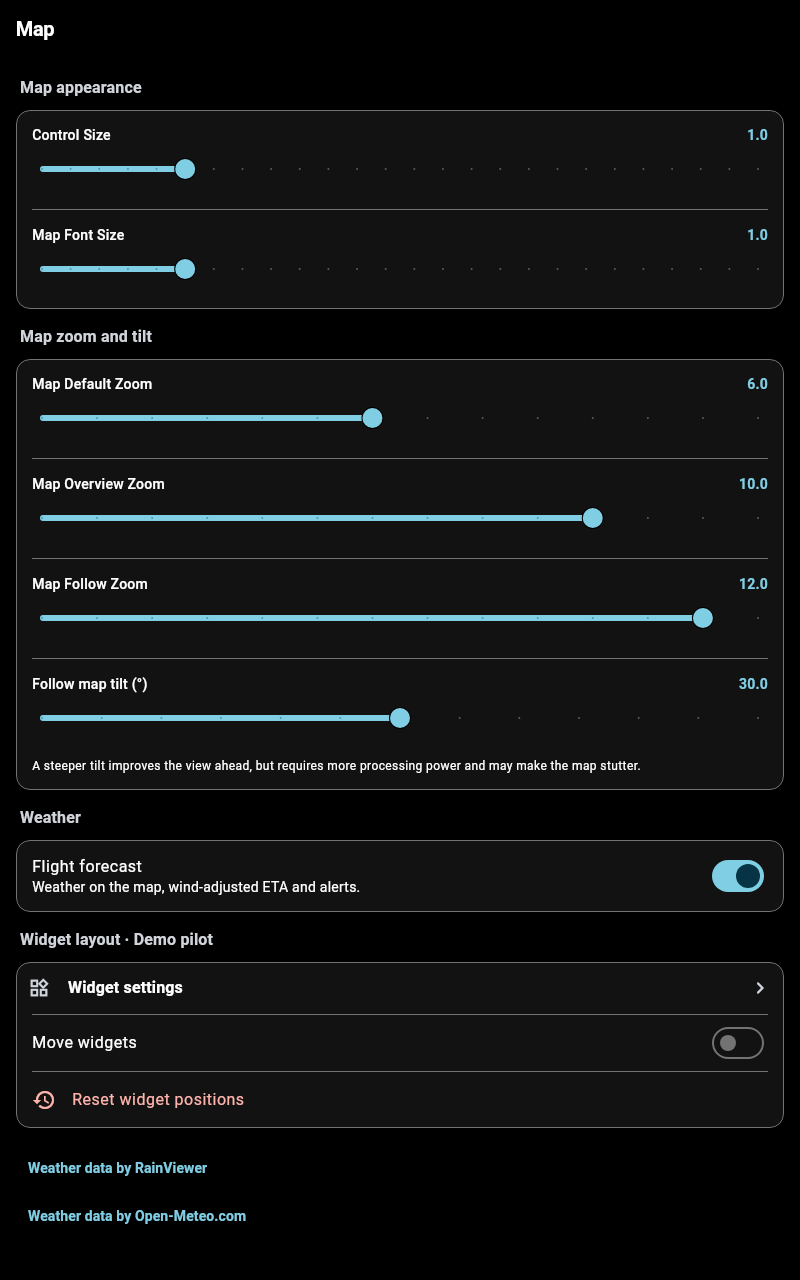 Map
Map appearance
Control Size 1.0
Map Font Size 1.0
Map zoom and tilt
Map Default Zoom 6.0
Map Overview Zoom 10.0
Map Follow Zoom 12.0
Follow map tilt (°) 30.0
A steeper tilt improves the view ahead, but requires more processing power and may make the map stutter.
Weather
Flight forecast
Weather on the map, wind-adjusted ETA and alerts.
Widget layout · Demo pilot
Widget settings
Move widgets
Reset widget positions
Weather data by RainViewer
Weather data by Open-Meteo.com